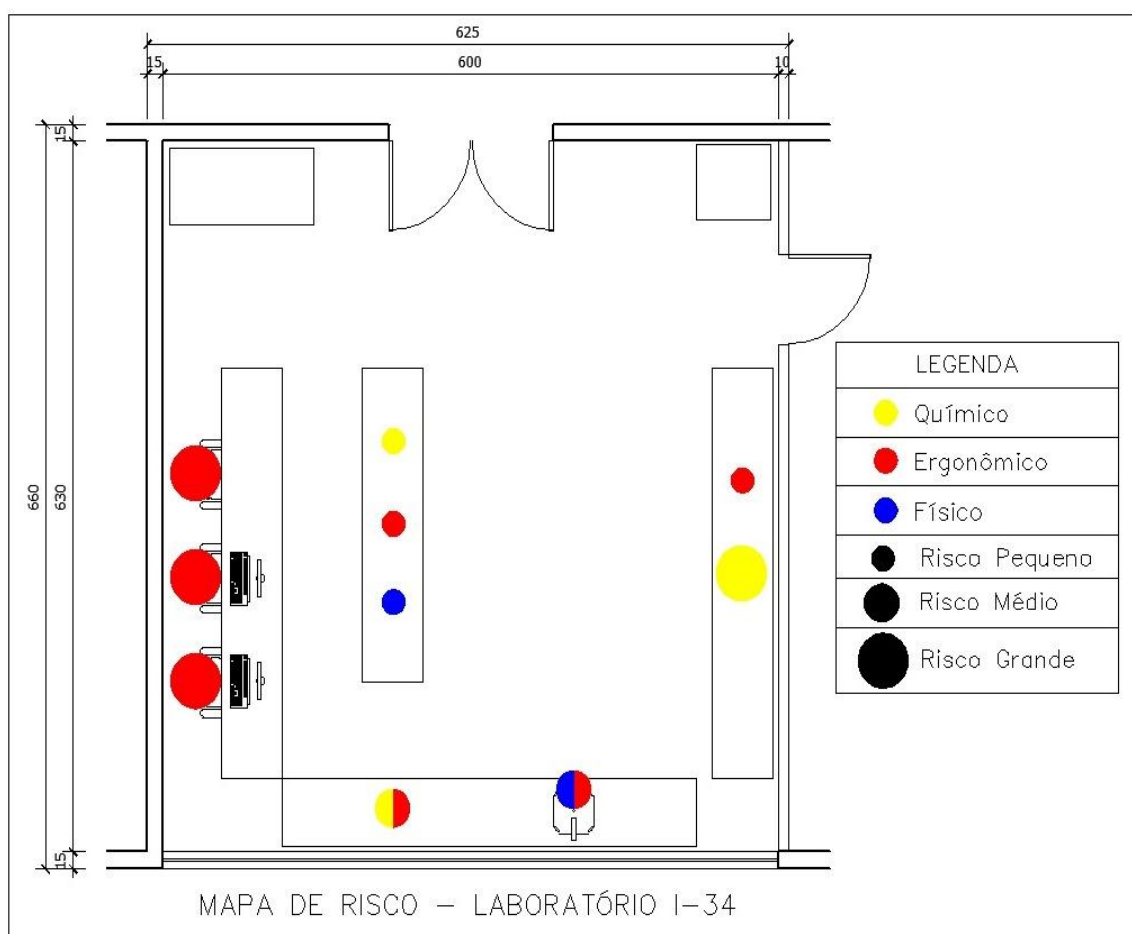 625
15 600 10
15
660
630
15
LEGENDA
Químico
Ergonômico
Físico
Risco Pequeno
Risco Médio
Risco Grande
MAPA DE RISCO – LABORATÓRIO I-34